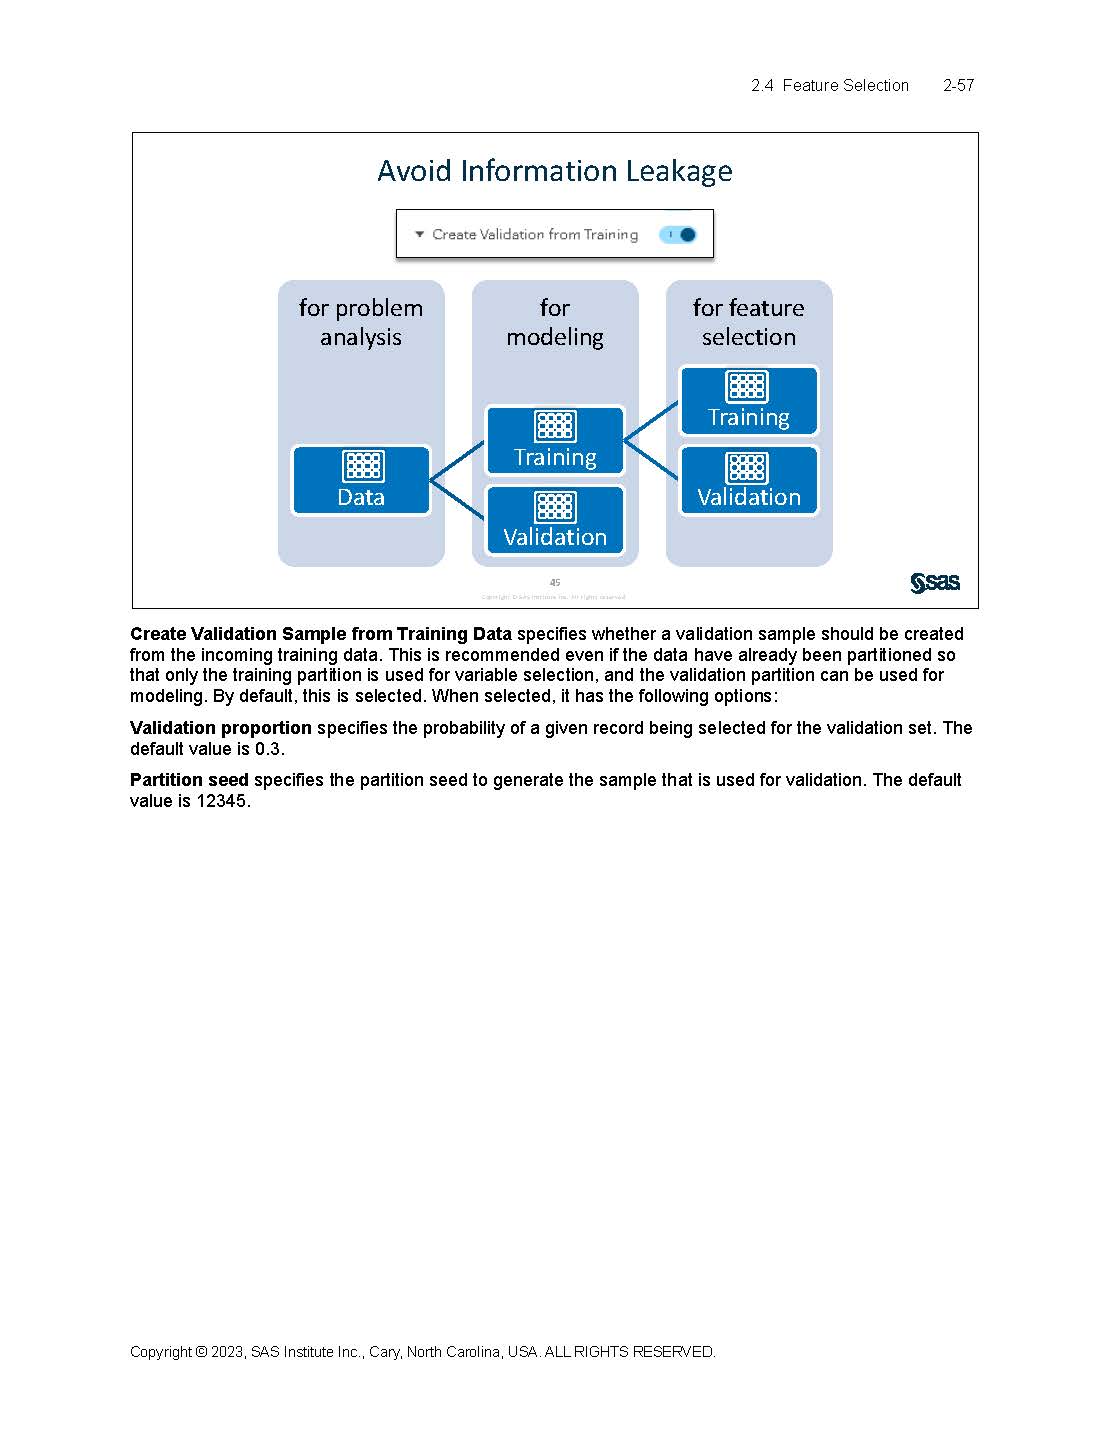 2.4 Feature Selection 2-57
Avoid Information Leakage
Create Validation from Training
for problem
analysis
for
modeling
for feature
selection
Training
Training
Data
Validation
Validation
45
Copyright © SAS Institute Inc. All rights reserved.
sas
Create Validation Sample from Training Data specifies whether a validation sample should be created
from the incoming training data. This is recommended even if the data have already been partitioned so
that only the training partition is used for variable selection, and the validation partition can be used for
modeling. By default, this is selected. When selected, it has the following options:
Validation proportion specifies the probability of a given record being selected for the validation set. The
default value is 0.3.
Partition seed specifies the partition seed to generate the sample that is used for validation. The default
value is 12345.
Copyright © 2023, SAS Institute Inc., Cary, North Carolina, USA. ALL RIGHTS RESERVED.